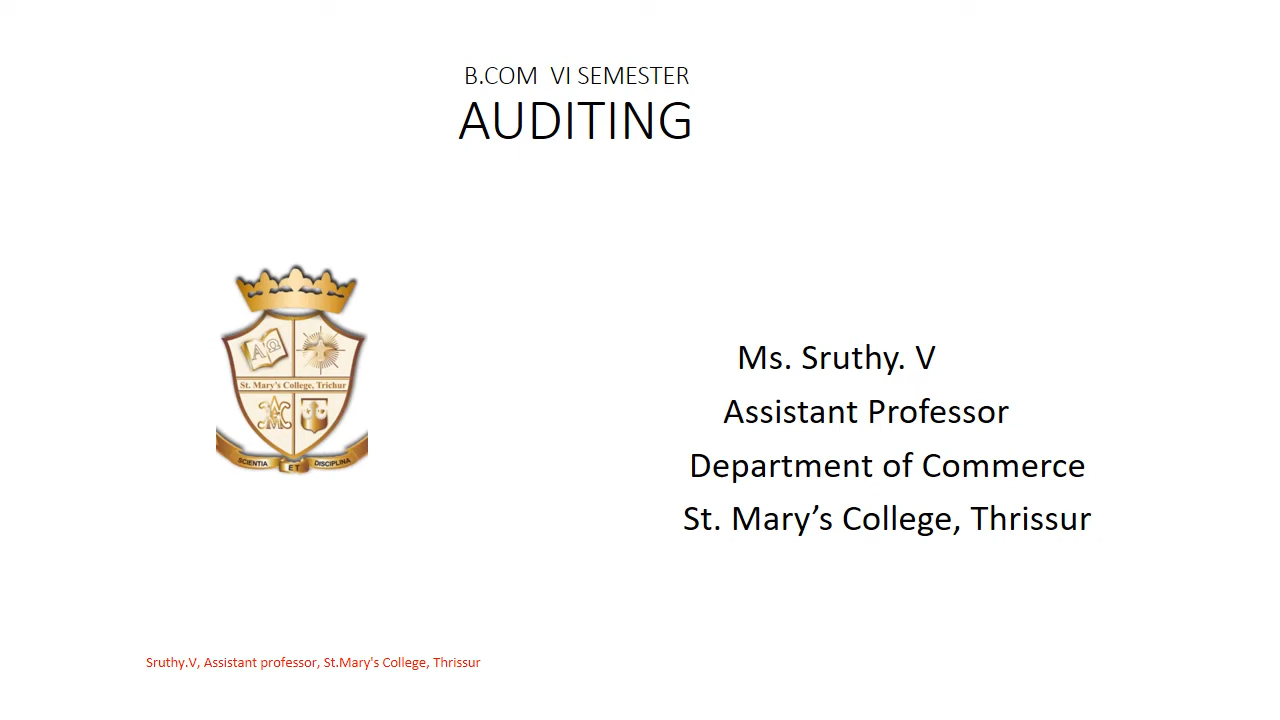 B.COM  VI SEMESTER
AUDITING
Α Ω
St. Mary's College, Trichur
SCIENTIA ET DISCIPLINA
Ms. Sruthy. V
Assistant Professor
Department of Commerce
St. Mary’s College, Thrissur
Sruthy.V, Assistant professor, St.Mary's College, Thrissur